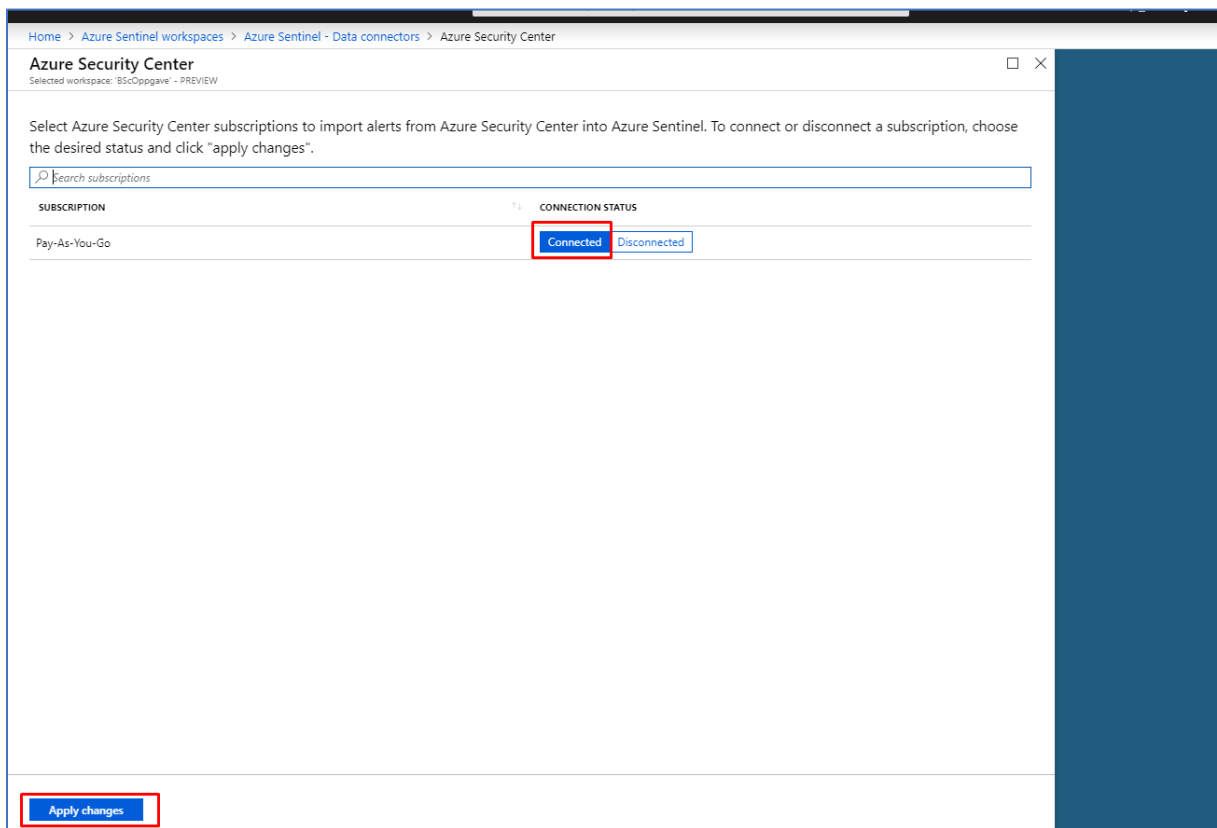 Home > Azure Sentinel workspaces > Azure Sentinel - Data connectors > Azure Security Center
Azure Security Center
Selected workspace: 'BScOppgave' - PREVIEW
Select Azure Security Center subscriptions to import alerts from Azure Security Center into Azure Sentinel. To connect or disconnect a subscription, choose
the desired status and click "apply changes".
Search subscriptions
SUBSCRIPTION CONNECTION STATUS
Pay-As-You-Go Connected Disconnected
Apply changes